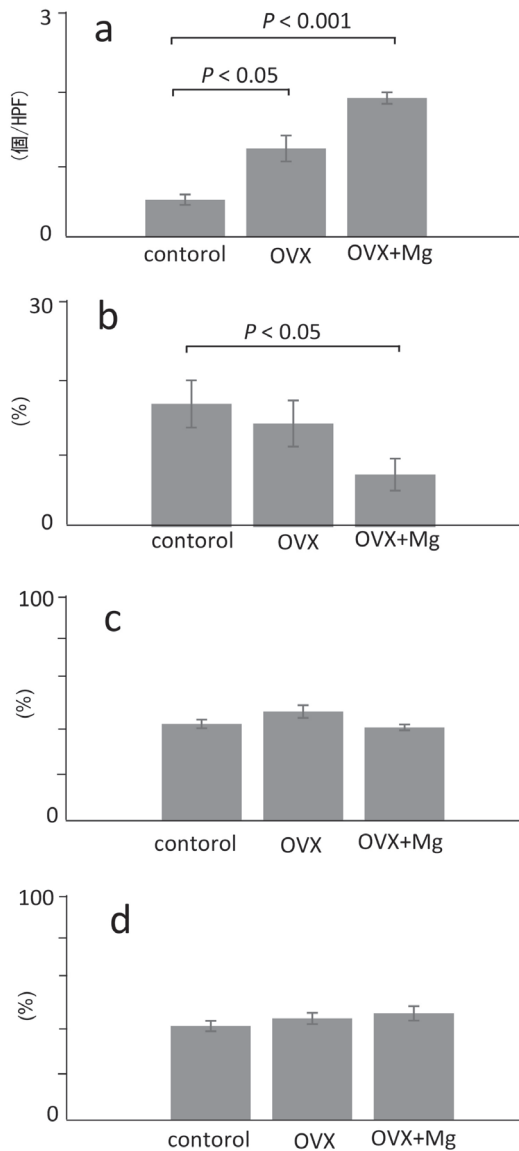 3
a
P < 0.001
P < 0.05
(個/HPF)
0
contorol OVX OVX+Mg
30
b
P < 0.05
(%)
0
contorol OVX OVX+Mg
100
c
(%)
0
contorol OVX OVX+Mg
100
d
(%)
0
contorol OVX OVX+Mg